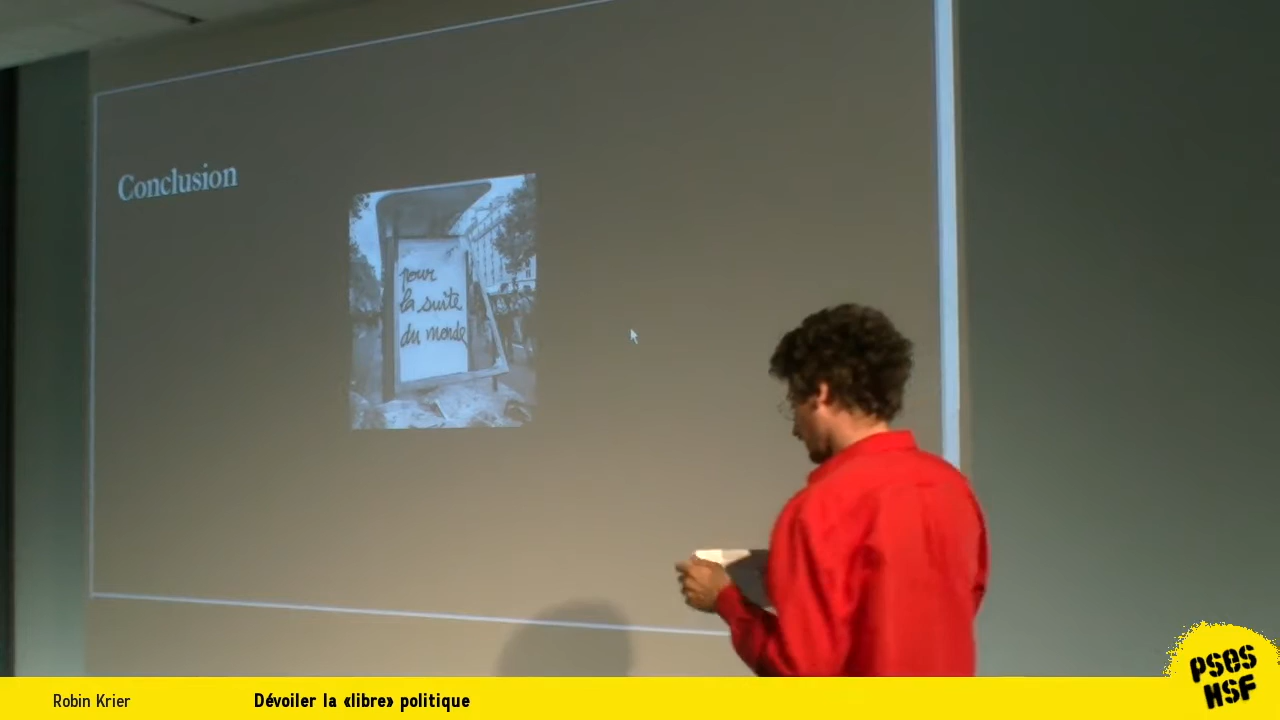 Conclusion
pour
la suite
du monde
Robin Krier
Dévoiler la «libre» politique
PSES
HSF